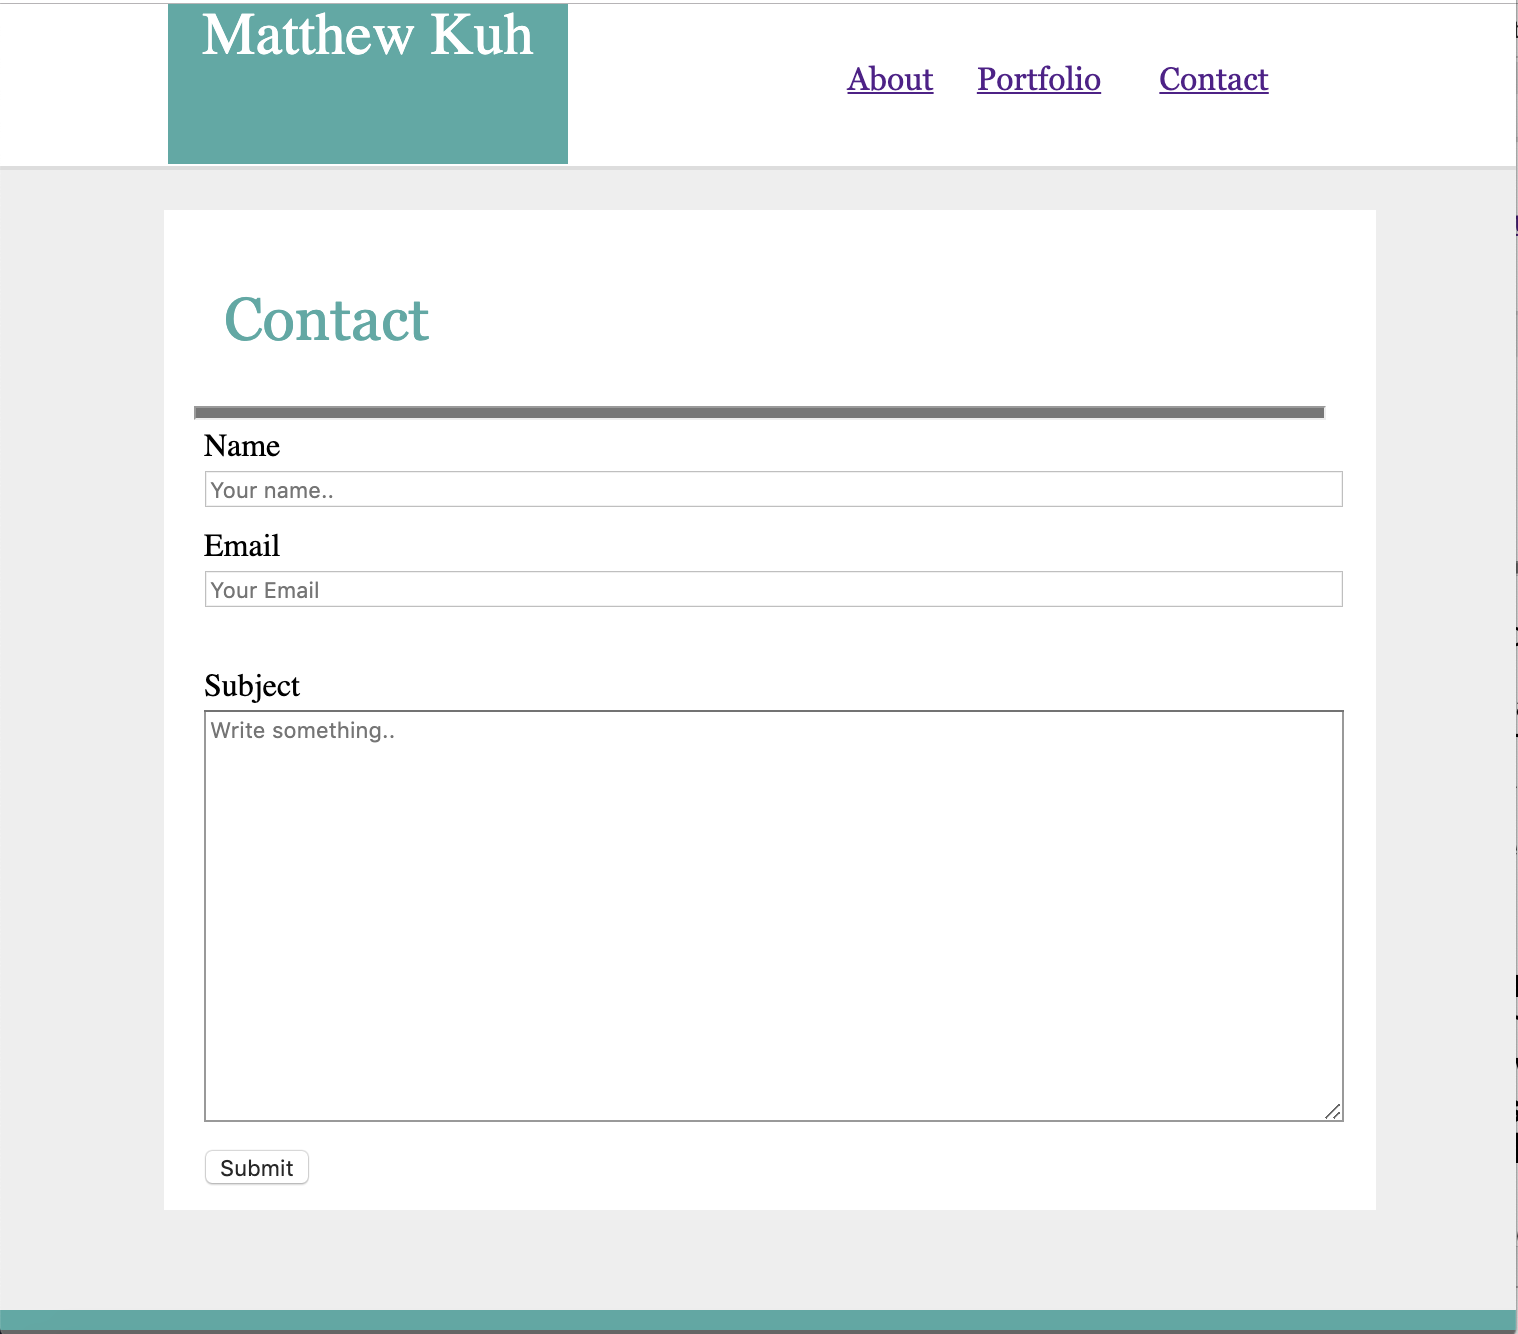 Matthew Kuh
About Portfolio Contact
Contact
Name
Your name..
Email
Your Email
Subject
Write something..
Submit